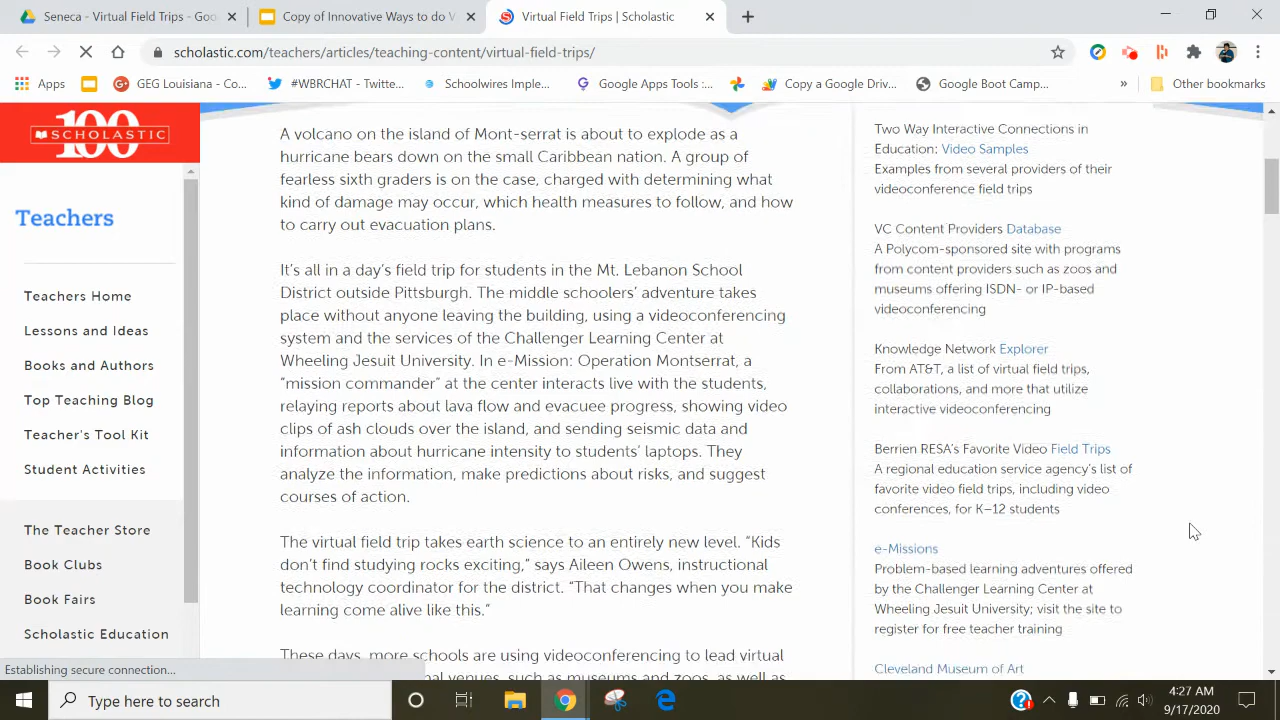 Seneca - Virtual Field Trips - Goo
Copy of Innovative Ways to do V
Virtual Field Trips | Scholastic
scholastic.com/teachers/articles/teaching-content/virtual-field-trips/
Apps
GEG Louisiana - Co...
#WBRCHAT - Twitte...
Schoolwires Imple...
Google Apps Tools :...
Copy a Google Driv...
Google Boot Camp...
»
Other bookmarks
100
SCHOLASTIC
Teachers
Teachers Home
Lessons and Ideas
Books and Authors
Top Teaching Blog
Teacher's Tool Kit
Student Activities
The Teacher Store
Book Clubs
Book Fairs
Scholastic Education
A volcano on the island of Mont-serrat is about to explode as a
hurricane bears down on the small Caribbean nation. A group of
fearless sixth graders is on the case, charged with determining what
kind of damage may occur, which health measures to follow, and how
to carry out evacuation plans.
It's all in a day's field trip for students in the Mt. Lebanon School
District outside Pittsburgh. The middle schoolers' adventure takes
place without anyone leaving the building, using a videoconferencing
system and the services of the Challenger Learning Center at
Wheeling Jesuit University. In e-Mission: Operation Montserrat, a
“mission commander” at the center interacts live with the students,
relaying reports about lava flow and evacuee progress, showing video
clips of ash clouds over the island, and sending seismic data and
information about hurricane intensity to students' laptops. They
analyze the information, make predictions about risks, and suggest
courses of action.
The virtual field trip takes earth science to an entirely new level. “Kids
don't find studying rocks exciting,” says Aileen Owens, instructional
technology coordinator for the district. “That changes when you make
learning come alive like this.”
These days, more schools are using videoconferencing to lead virtual
nal venues, such as museums and zoos, as well as
Two Way Interactive Connections in
Education: Video Samples
Examples from several providers of their
videoconference field trips
VC Content Providers Database
A Polycom-sponsored site with programs
from content providers such as zoos and
museums offering ISDN- or IP-based
videoconferencing
Knowledge Network Explorer
From AT&T, a list of virtual field trips,
collaborations, and more that utilize
interactive videoconferencing
Berrien RESA's Favorite Video Field Trips
A regional education service agency's list of
favorite video field trips, including video
conferences, for K–12 students
e-Missions
Problem-based learning adventures offered
by the Challenger Learning Center at
Wheeling Jesuit University; visit the site to
register for free teacher training
Cleveland Museum of Art
Establishing secure connection...
Type here to search
4:27 AM
9/17/2020